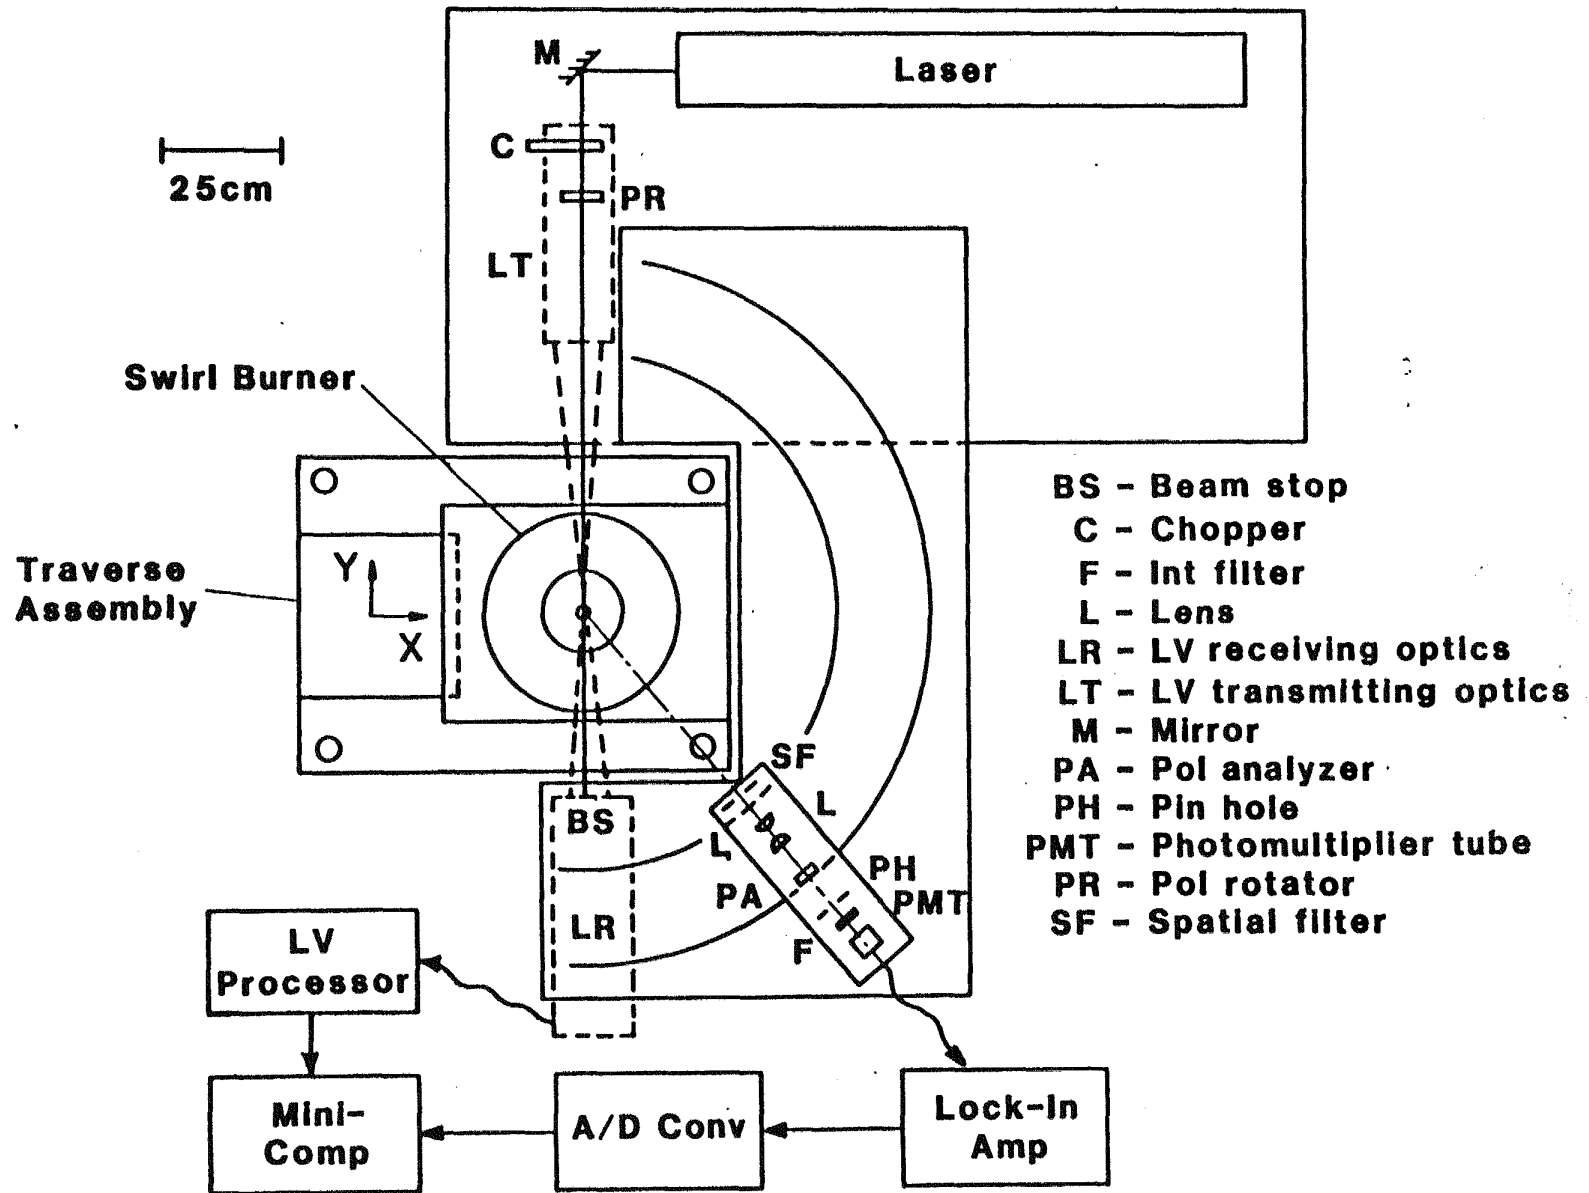 M
Laser
C
25cm
PR
LT
Swirl Burner
BS - Beam stop
C - Chopper
Traverse
Assembly
Y
X
F - Int filter
L - Lens
LR - LV receiving optics
LT - LV transmitting optics
M - Mirror
SF
PA - Pol analyzer
L
PH - Pin hole
BS
L
PMT - Photomultiplier tube
PH
PR - Pol rotator
PA
PMT
SF - Spatial filter
LR
F
LV
Processor
Mini-
Comp
A/D Conv
Lock-In
Amp